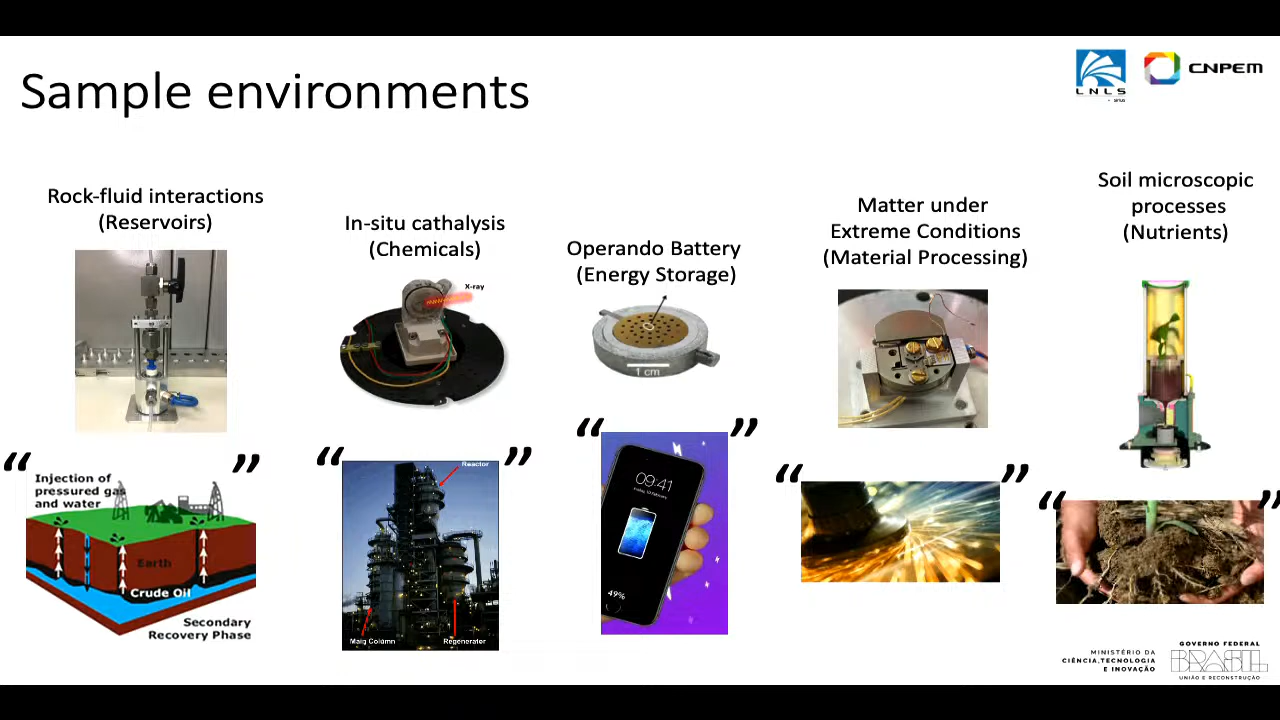 Sample environments
LNLS
CNPEM
Rock-fluid interactions
(Reservoirs)
In-situ cathalysis
(Chemicals)
X-ray
Operando Battery
(Energy Storage)
1 cm
Matter under
Extreme Conditions
(Material Processing)
Soil microscopic
processes
(Nutrients)
Injection of
pressured gas
and water
Earth
Crude Oil
Secondary
Recovery Phase
Reactor
Regenerator
09:41
49%
MINISTÉRIO DA
CIÊNCIA, TECNOLOGIA
E INOVAÇÃO
GOVERNO FEDERAL
BRASIL
UNIÃO E RECONSTRUÇÃO